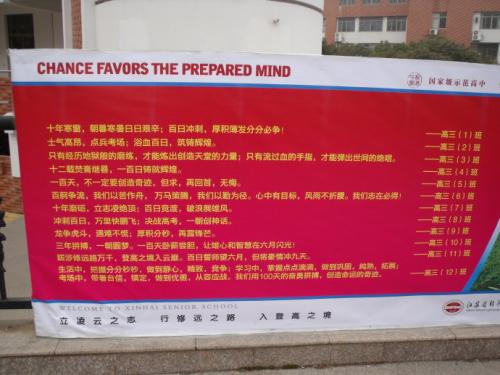 CHANCE FAVORS THE PREPARED MIND
国家级示范高中
十年寒窗，朝暮寒暑日日艰辛；百日冲刺，厚积薄发分分必争！ ——高三（1）班
士气高昂，点兵考场；浴血百日，筑铸辉煌。 ——高三（2）班
只有经历地狱般的磨练，才能炼出创造天堂的力量；只有流过血的手指，才能弹出世间的绝唱。 ——高三（3）班
十二载焚膏继晷，一百日铸就辉煌。 ——高三（4）班
一百天，不一定要创造奇迹，但求，再回首，无悔。 ——高三（5）班
百舸争流，我们以苦作舟，万马策腾，我们以勤为径。心中有目标，风雨不折腰。我们志在必得！ ——高三（6）班
十年磨砺，立志凌绝顶；百日竞渡，破浪展雄风。 ——高三（7）班
冲刺百日，万里快鹏飞；决战高考，一朝创神话。 ——高三（8）班
龙争虎斗，遇难不慌；厚积分秒，再露锋芒。 ——高三（9）班
三年拼搏，一朝圆梦。一百天卧薪尝胆，让雄心和智慧在六月闪光！ ——高三（10）班
跋涉修路万千，登高之境入云巅。百日誓师望六月，但将豪情冲九天。 ——高三（11）班
生活中，把握分分秒秒，做到静心，精致，竞争；学习中，掌握点点滴滴，做到巩固，纯熟，拓展；
考场中，带着自信，镇定，做到优雅，从容应战。我们用100天的奋勇拼搏，创造命运的奇迹。 ——高三（12）班
WELCOME TO XINHAI SENIOR SCHOOL
立凌云之志 行修远之路 入登高之境
江苏省